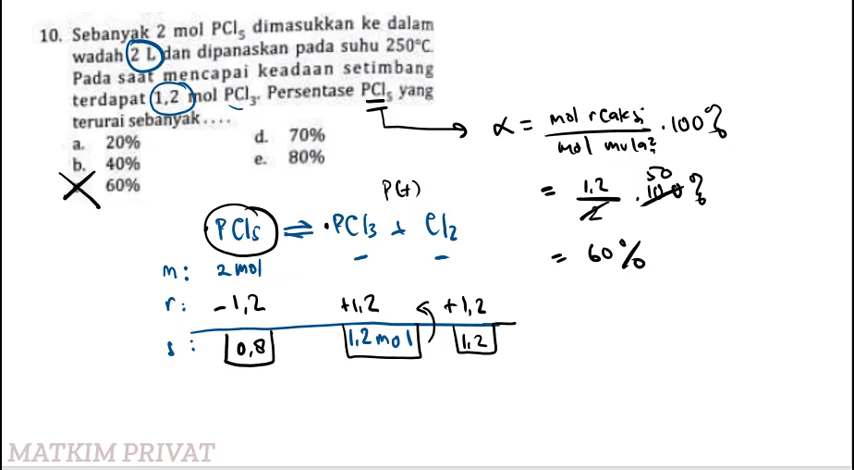 10. Sebanyak 2 mol PCl₅ dimasukkan ke dalam
wadah 2 L dan dipanaskan pada suhu 250°C.
Pada saat mencapai keadaan setimbang
terdapat 1,2 mol PCl₃. Persentase PCl₅ yang
terurai sebanyak....
a. 20%
b. 40%
60%
d. 70%
e. 80%
α = mol reaksi / mol mula² . 100%
= 1,2 / 2 . 100 50 %
= 60%
P(+)
PCl₅ ⇌ .PCl₃ + Cl₂
m: 2 mol - -
r: -1,2 +1,2 +1,2
s: 0,8 1,2 mol 1,2
MATKIM PRIVAT